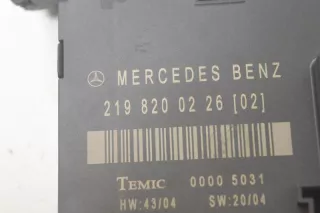 MERCEDES BENZ
219 820 02 26 [02]
TEMIC 0000 5031
HW:43/04 SW:20/04